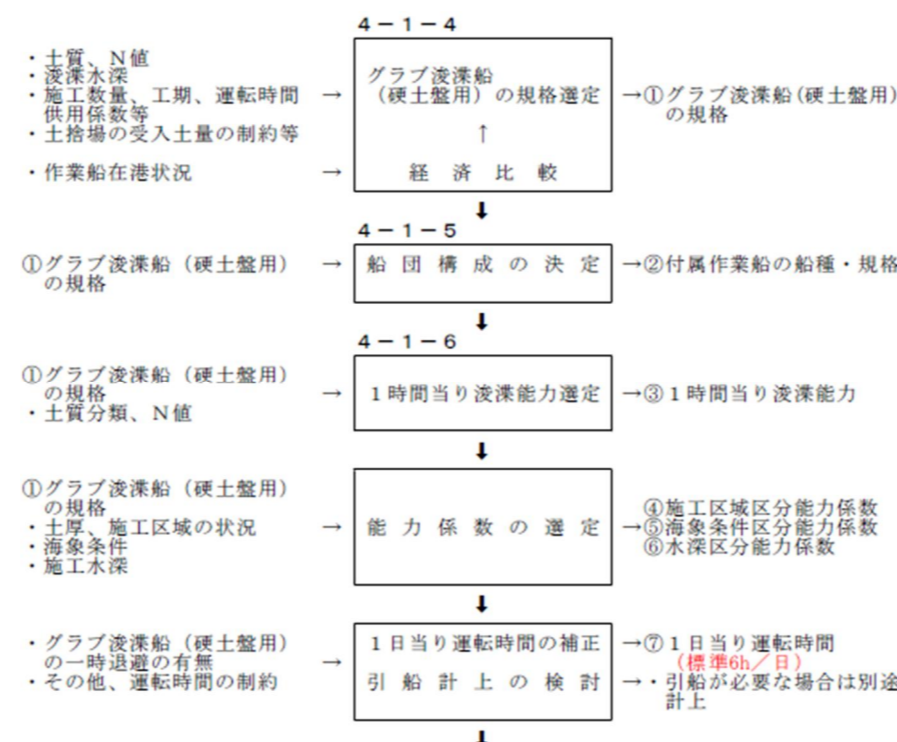 4－1－4
・土質、N値
・浚渫水深
・施工数量、工期、運転時間
供用係数等
・土捨場の受入土量の制約等
・作業船在港状況
→
→
グラブ浚渫船
（硬土盤用）の規格選定
↑
経済比較
→①グラブ浚渫船(硬土盤用)
の規格
⬇
4－1－5
①グラブ浚渫船（硬土盤用）
の規格
→
船団構成の決定
→②付属作業船の船種・規格
⬇
4－1－6
①グラブ浚渫船（硬土盤用）
の規格
・土質分類、N値
→
1時間当り浚渫能力選定
→③1時間当り浚渫能力
⬇
①グラブ浚渫船（硬土盤用）
の規格
・土厚、施工区域の状況
・海象条件
・施工水深
→
能力係数の選定
④施工区域区分能力係数
→⑤海象条件区分能力係数
⑥水深区分能力係数
⬇
・グラブ浚渫船（硬土盤用）
の一時退避の有無
・その他、運転時間の制約
→
1日当り運転時間の補正
引船計上の検討
→⑦1日当り運転時間
（標準6h／日）
→・引船が必要な場合は別途
計上
⬇